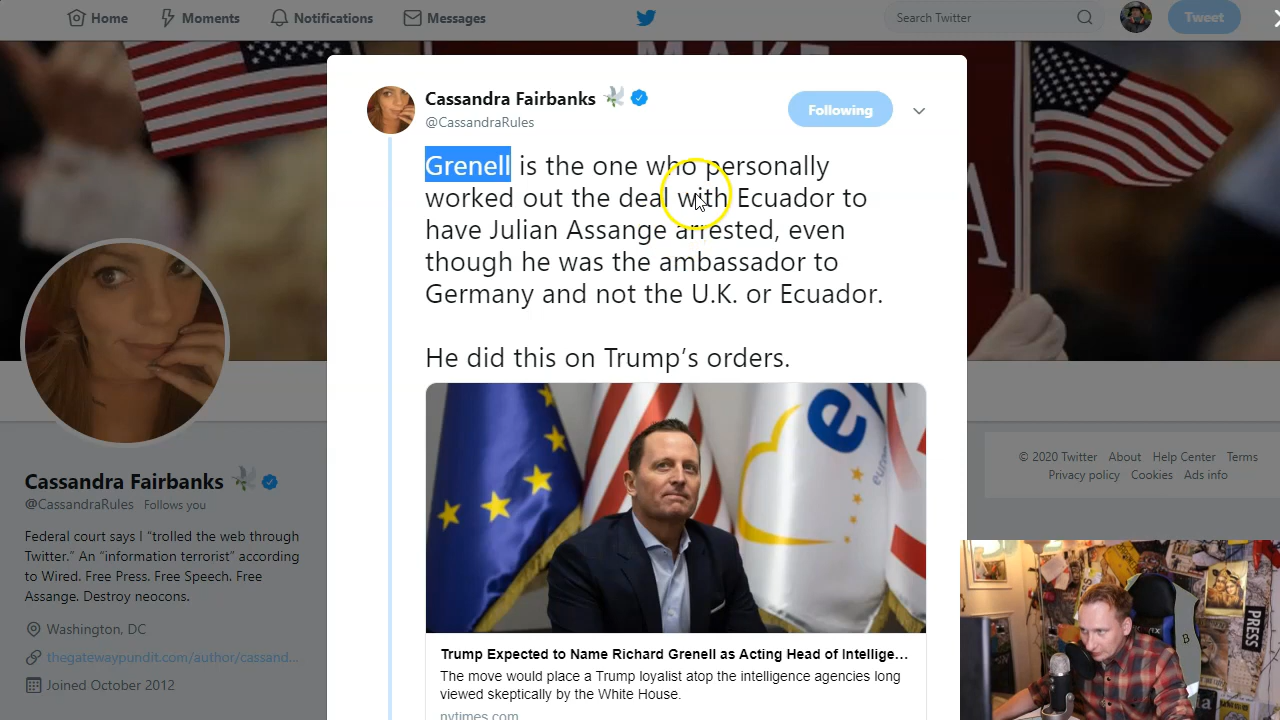 Home
Moments
Notifications
Messages
Search Twitter
Tweet
MAKE
A
Cassandra Fairbanks
@CassandraRules
Following
Grenell is the one who personally
worked out the deal with Ecuador to
have Julian Assange arrested, even
though he was the ambassador to
Germany and not the U.K. or Ecuador.
He did this on Trump's orders.
Trump Expected to Name Richard Grenell as Acting Head of Intellige...
The move would place a Trump loyalist atop the intelligence agencies long
viewed skeptically by the White House.
nytimes.com
Cassandra Fairbanks
@CassandraRules Follows you
Federal court says I “trolled the web through
Twitter.” An “information terrorist” according
to Wired. Free Press. Free Speech. Free
Assange. Destroy neocons.
Washington, DC
thegatewaypundit.com/author/cassand...
Joined October 2012
© 2020 Twitter About Help Center Terms
Privacy policy Cookies Ads info
PRESS
B